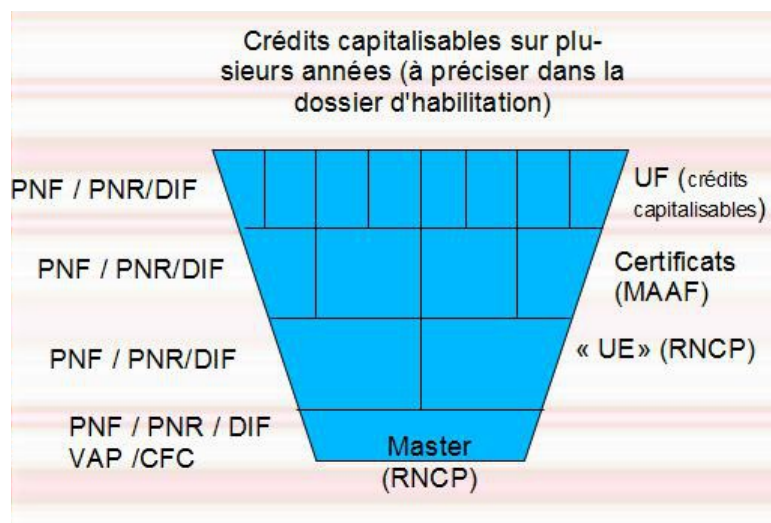 Crédits capitalisables sur plu-
sieurs années (à préciser dans la
dossier d'habilitation)
PNF / PNR/DIF
UF (crédits
capitalisables)
PNF / PNR/DIF
Certificats
(MAAF)
PNF / PNR/DIF
« UE» (RNCP)
PNF / PNR / DIF
VAP /CFC
Master
(RNCP)